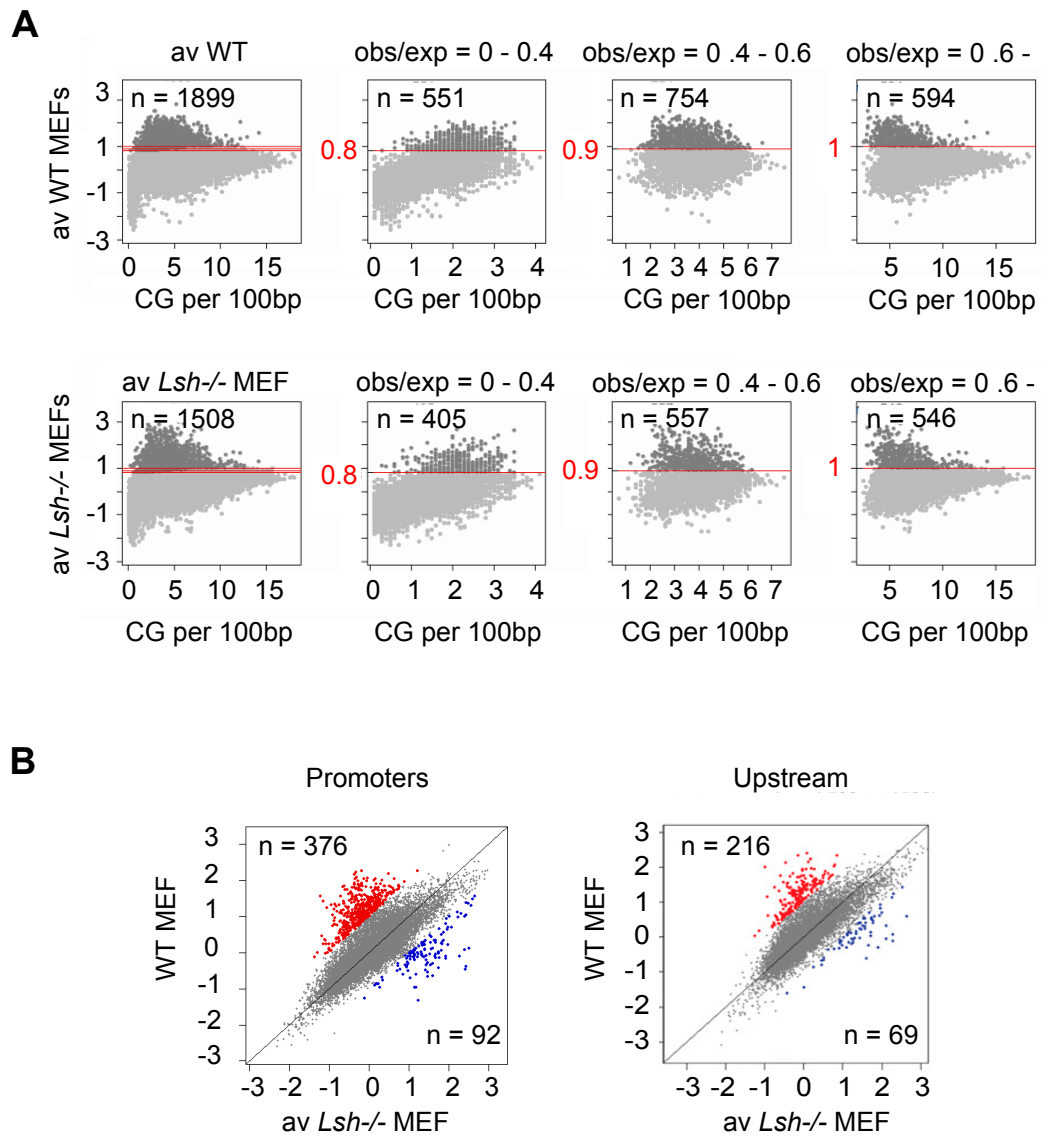 A
av WT
obs/exp = 0 - 0.4
obs/exp = 0 .4 - 0.6
obs/exp = 0 .6 -
av WT MEFs
3
1
-1
-3
n = 1899
0 5 10 15
CG per 100bp
0.8
n = 551
0 1 2 3 4
CG per 100bp
0.9
n = 754
1 2 3 4 5 6 7
CG per 100bp
1
n = 594
5 10 15
CG per 100bp
av Lsh-/- MEF
obs/exp = 0 - 0.4
obs/exp = 0 .4 - 0.6
obs/exp = 0 .6 -
av Lsh-/- MEFs
3
1
-1
-3
n = 1508
0 5 10 15
CG per 100bp
0.8
n = 405
0 1 2 3 4
CG per 100bp
0.9
n = 557
1 2 3 4 5 6 7
CG per 100bp
1
n = 546
5 10 15
CG per 100bp
B
Promoters
WT MEF
3
2
1
0
-1
-2
-3
n = 376
n = 92
-3 -2 -1 0 1 2 3
av Lsh-/- MEF
Upstream
WT MEF
3
2
1
0
-1
-2
-3
n = 216
n = 69
-3 -2 -1 0 1 2 3
av Lsh-/- MEF